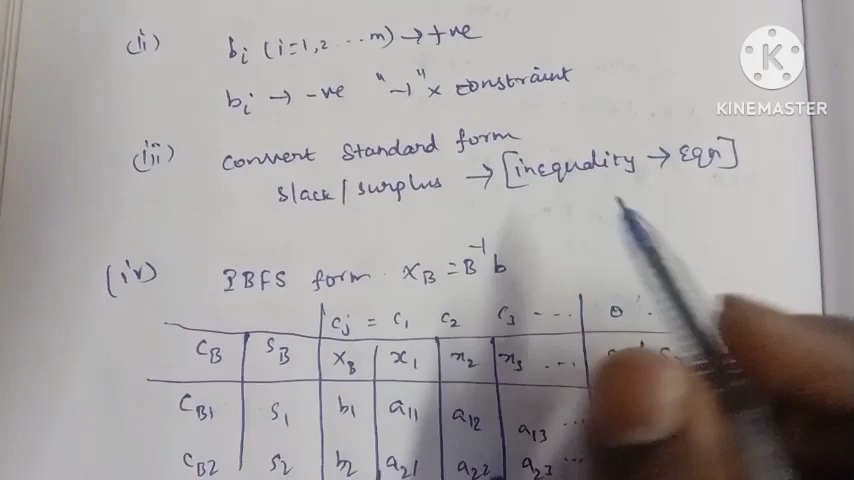 (ii) bi (i=1,2 ... m) → +ve
bi → -ve "-1" × constraint
(iii) convert standard form
slack / surplus → [inequality → Eqn]
(iv) IBFS form. XB = B⁻¹ b
Cj = C1 C2 C3 ... 0
CB SB XB x1 x2 x3 ...
CB1 S1 b1 a11 a12 a13 ...
CB2 S2 b2 a21 a22 a23 ...
KINEMASTER